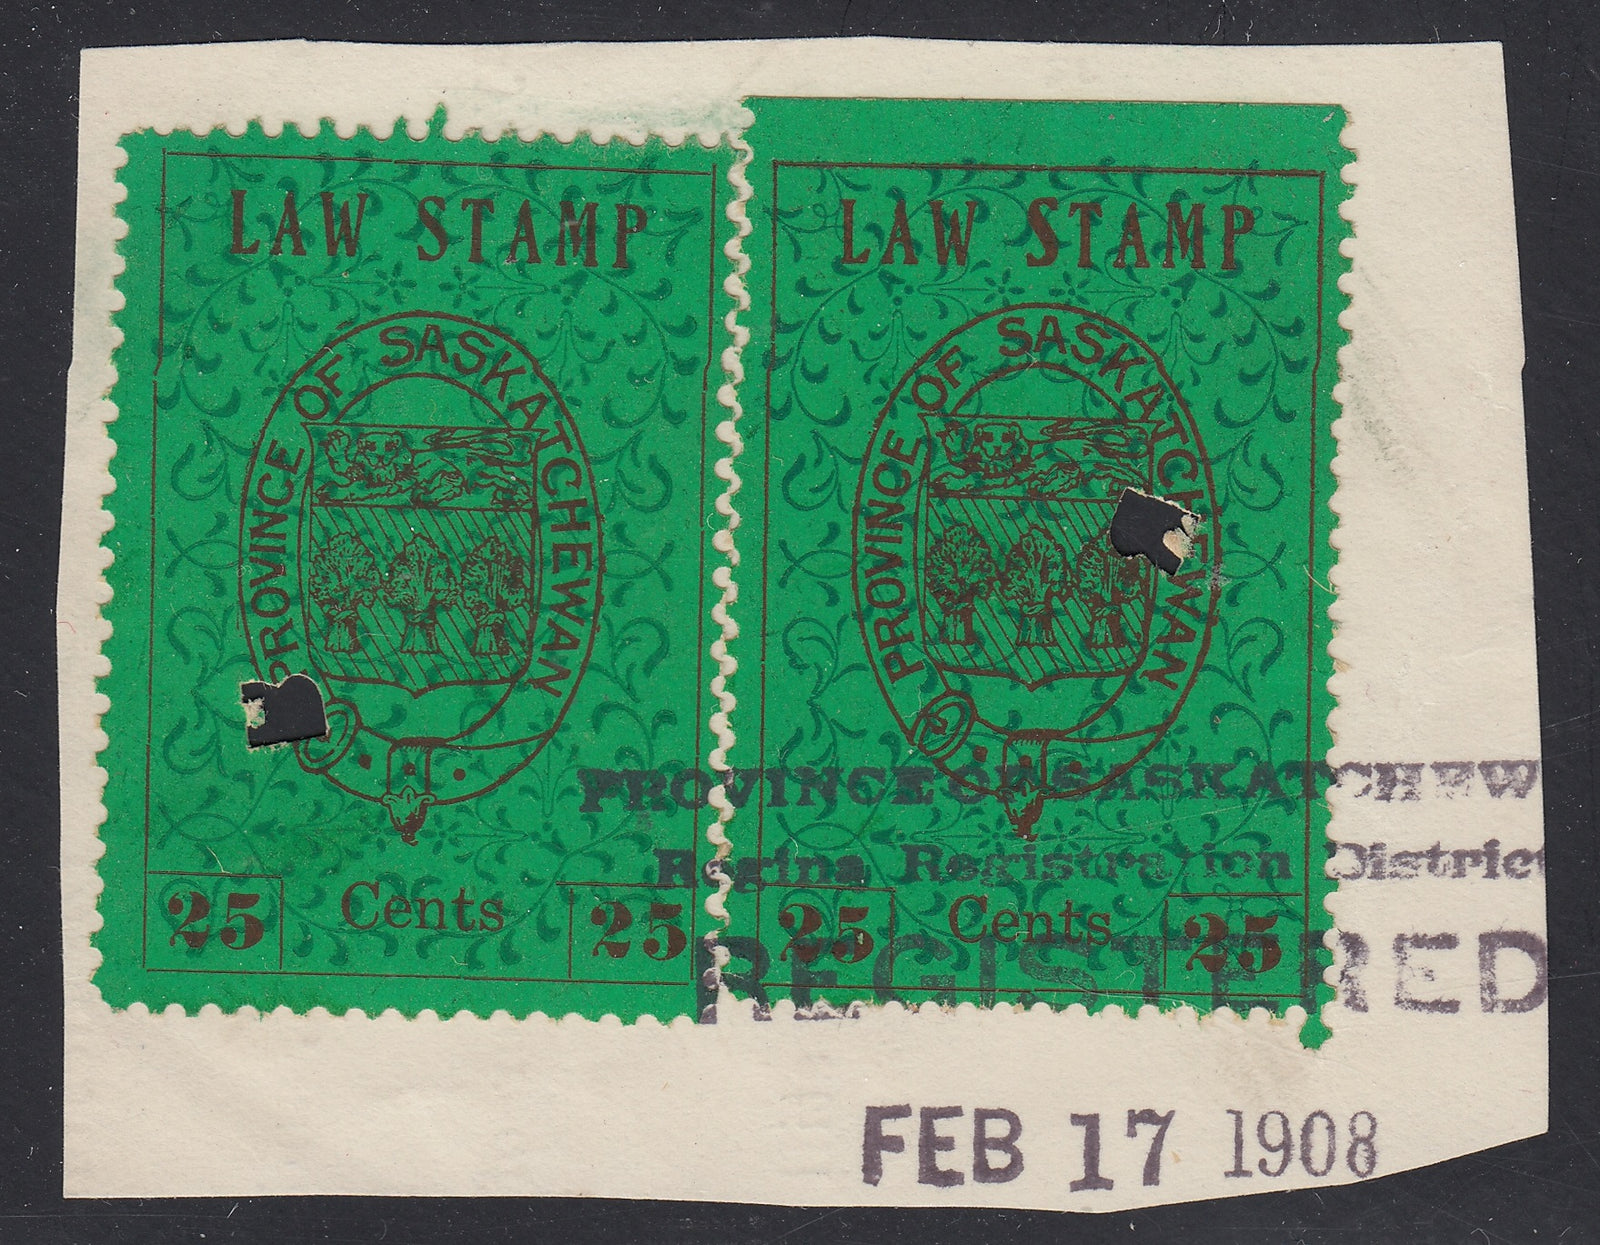 LAW STAMP
PROVINCE OF SASKATCHEWAN
25 Cents 25
LAW STAMP
PROVINCE OF SASKATCHEWAN
25 Cents 25
PROVINCE OF SASKATCHEW
Regina Registration District
REGISTERED
FEB 17 1908